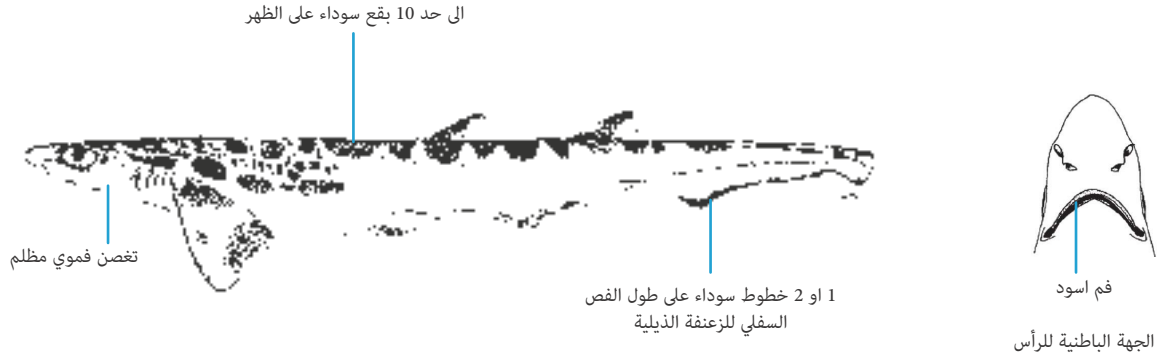 الى حد 10 بقع سوداء على الظهر
تغصن فموي مظلم
1 او 2 خطوط سوداء على طول الفص
السفلي للزعنفة الذيلية
فم اسود
الجهة الباطنية للرأس